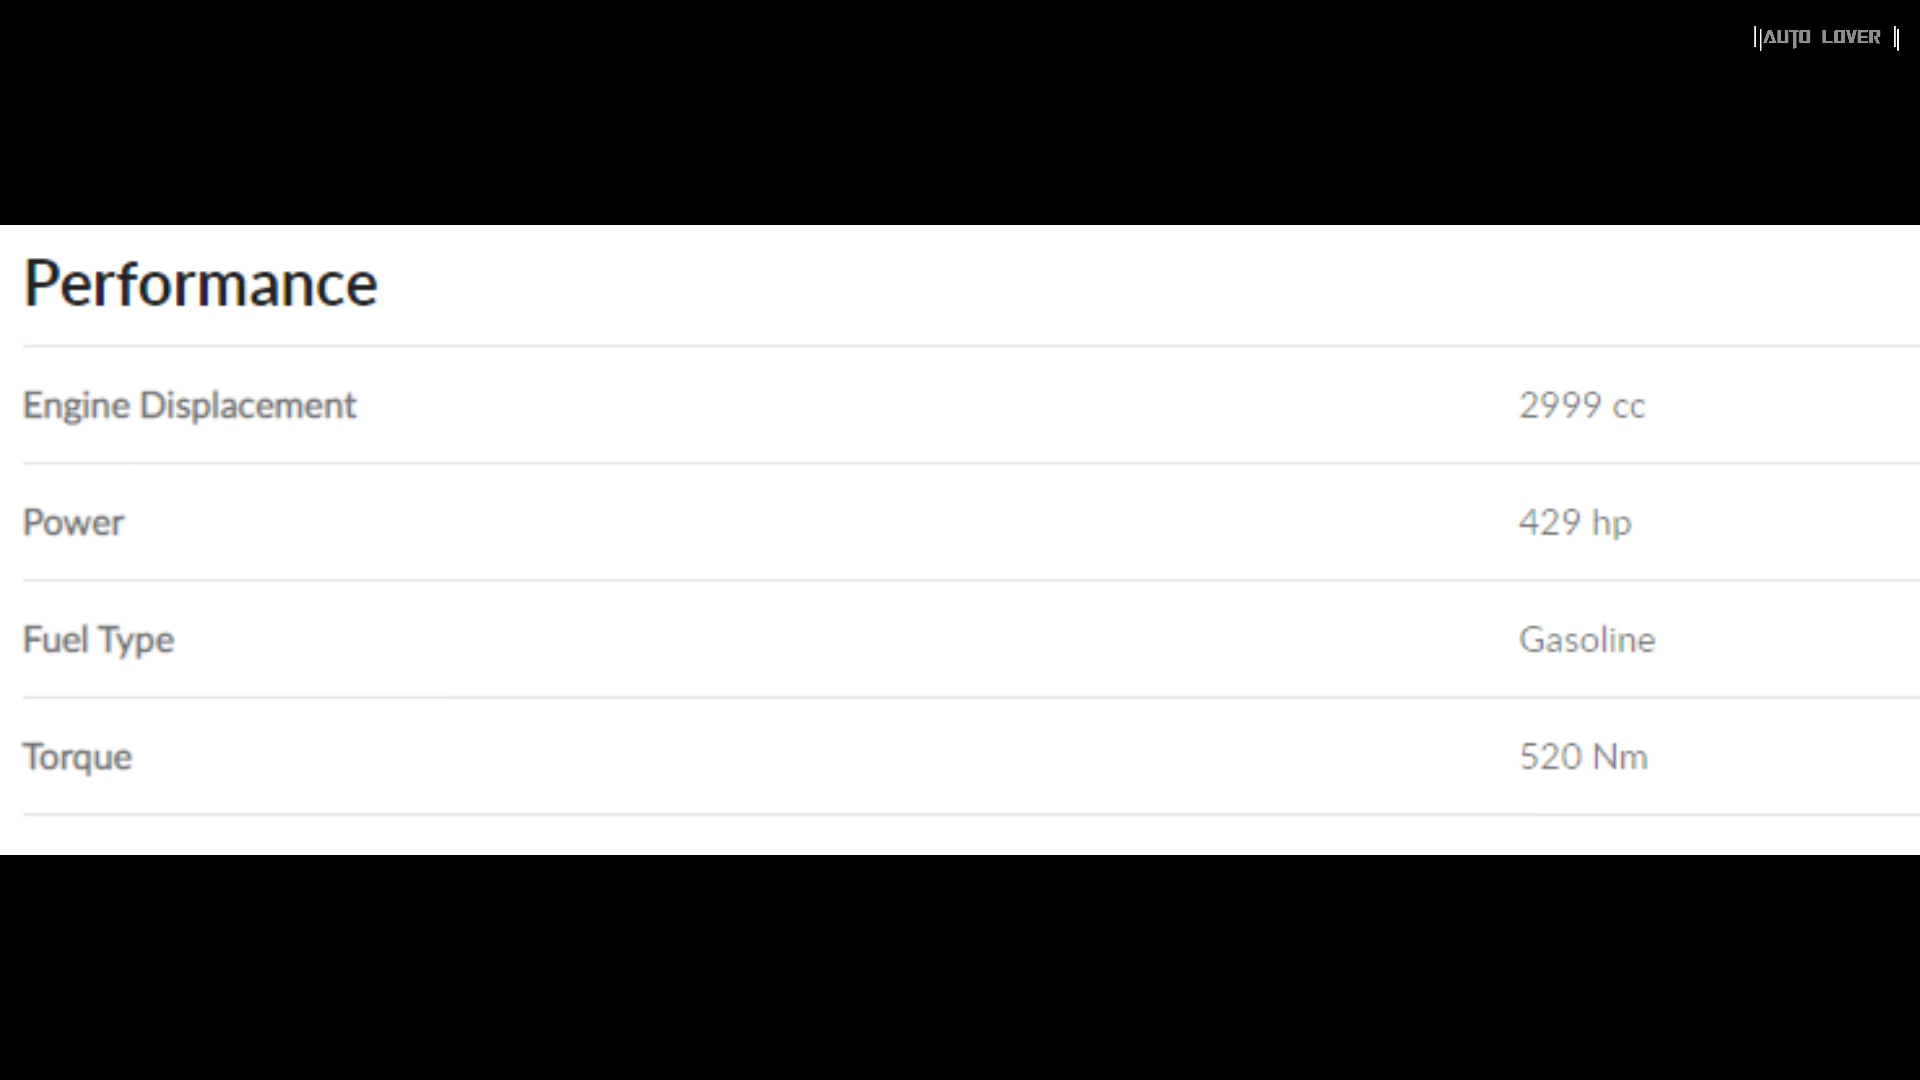 ||AUTO LOVER ||
Performance
Engine Displacement 2999 cc
Power 429 hp
Fuel Type Gasoline
Torque 520 Nm